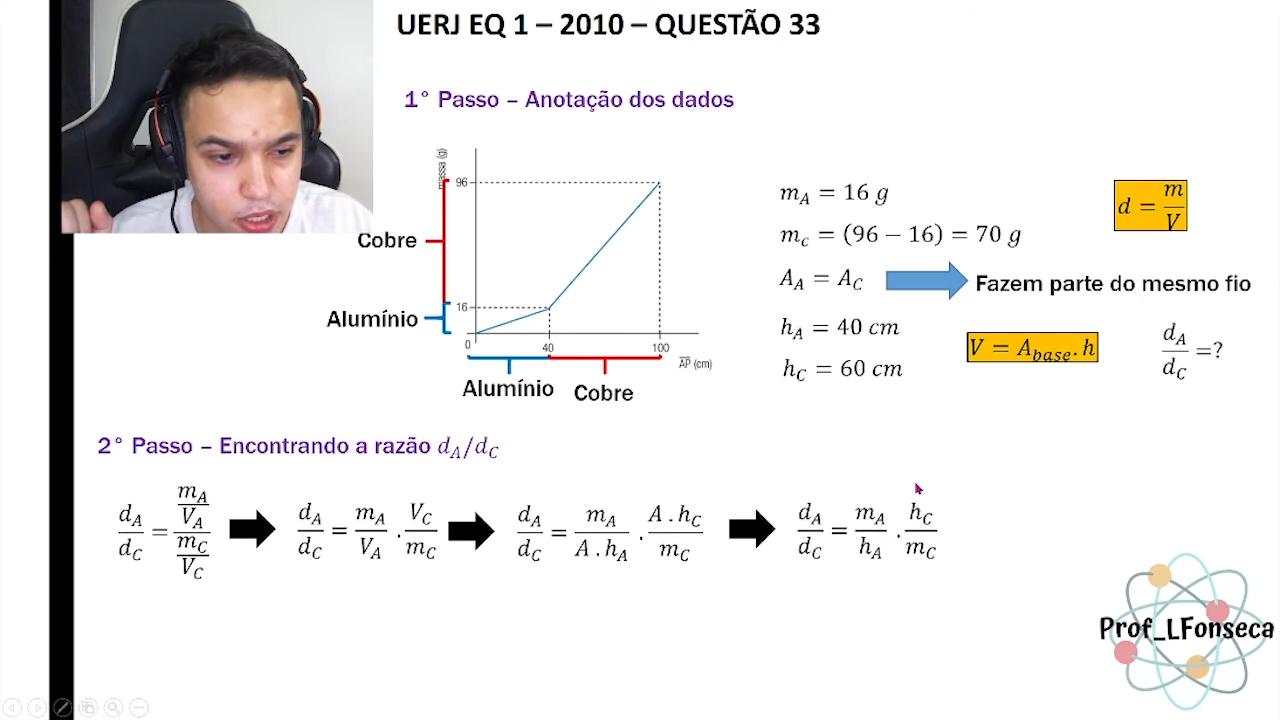 UERJ EQ 1 – 2010 – QUESTÃO 33
1° Passo – Anotação dos dados
massa (g)
96
16
0
40
100
AP (cm)
Cobre
Alumínio
Alumínio
Cobre
m_A = 16 g
m_c = (96 − 16) = 70 g
A_A = A_C
Fazem parte do mesmo fio
h_A = 40 cm
h_C = 60 cm
d = m/V
V = A_base . h
d_A/d_C =?
2° Passo – Encontrando a razão d_A/d_C
d_A/d_C = (m_A/V_A)/(m_C/V_C)
d_A/d_C = m_A/V_A . V_C/m_C
d_A/d_C = m_A/(A . h_A) . (A . h_C)/m_C
d_A/d_C = m_A/h_A . h_C/m_C
Prof_LFonseca